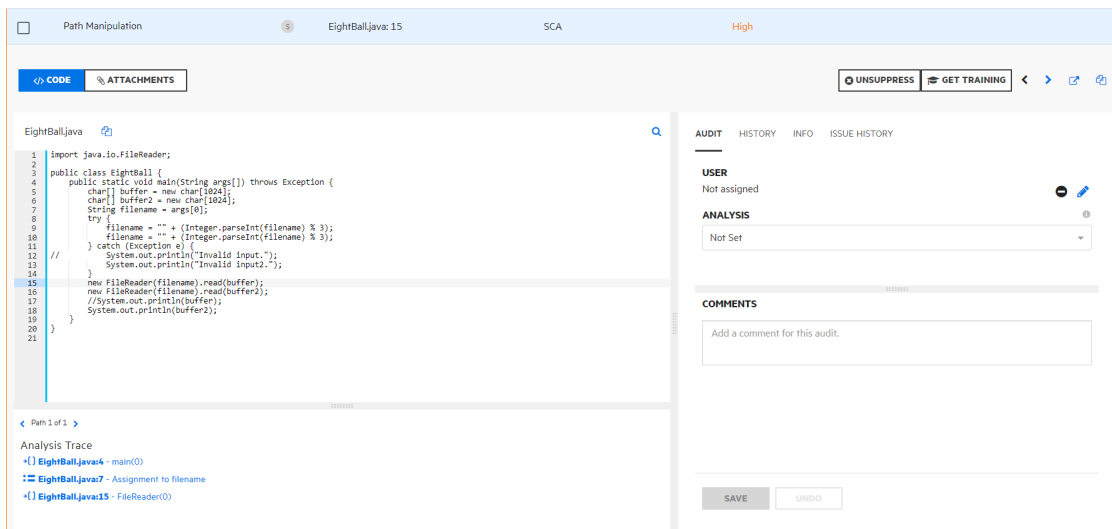 Path Manipulation S EightBall.java: 15 SCA High
</> CODE ATTACHMENTS UNSUPPRESS GET TRAINING
EightBall.java
1 import java.io.FileReader;
2
3 public class EightBall {
4 public static void main(String args[]) throws Exception {
5 char[] buffer = new char[1024];
6 char[] buffer2 = new char[1024];
7 String filename = args[0];
8 try {
9 filename = "" + (Integer.parseInt(filename) % 3);
10 filename = "" + (Integer.parseInt(filename) % 3);
11 } catch (Exception e) {
12 // System.out.println("Invalid input.");
13 System.out.println("Invalid input2.");
14 }
15 new FileReader(filename).read(buffer);
16 new FileReader(filename).read(buffer2);
17 //System.out.println(buffer);
18 System.out.println(buffer2);
19 }
20 }
21
Path 1 of 1
Analysis Trace
EightBall.java:4 - main(0)
EightBall.java:7 - Assignment to filename
EightBall.java:15 - FileReader(0)
AUDIT HISTORY INFO ISSUE HISTORY
USER
Not assigned
ANALYSIS
Not Set
COMMENTS
Add a comment for this audit.
SAVE UNDO